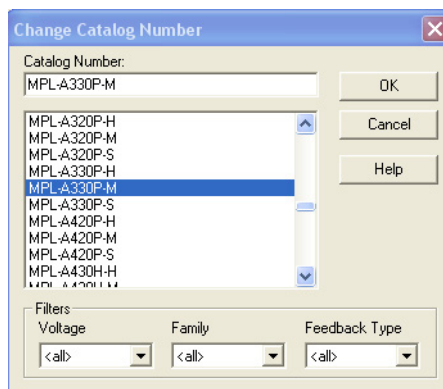 Change Catalog Number
Catalog Number:
MPL-A330P-M
OK
MPL-A320P-H
Cancel
MPL-A320P-M
MPL-A320P-S
MPL-A330P-H
Help
MPL-A330P-M
MPL-A330P-S
MPL-A420P-H
MPL-A420P-M
MPL-A420P-S
MPL-A430H-H
MPL-A430H-M
Filters
Voltage Family Feedback Type
<all> <all> <all>